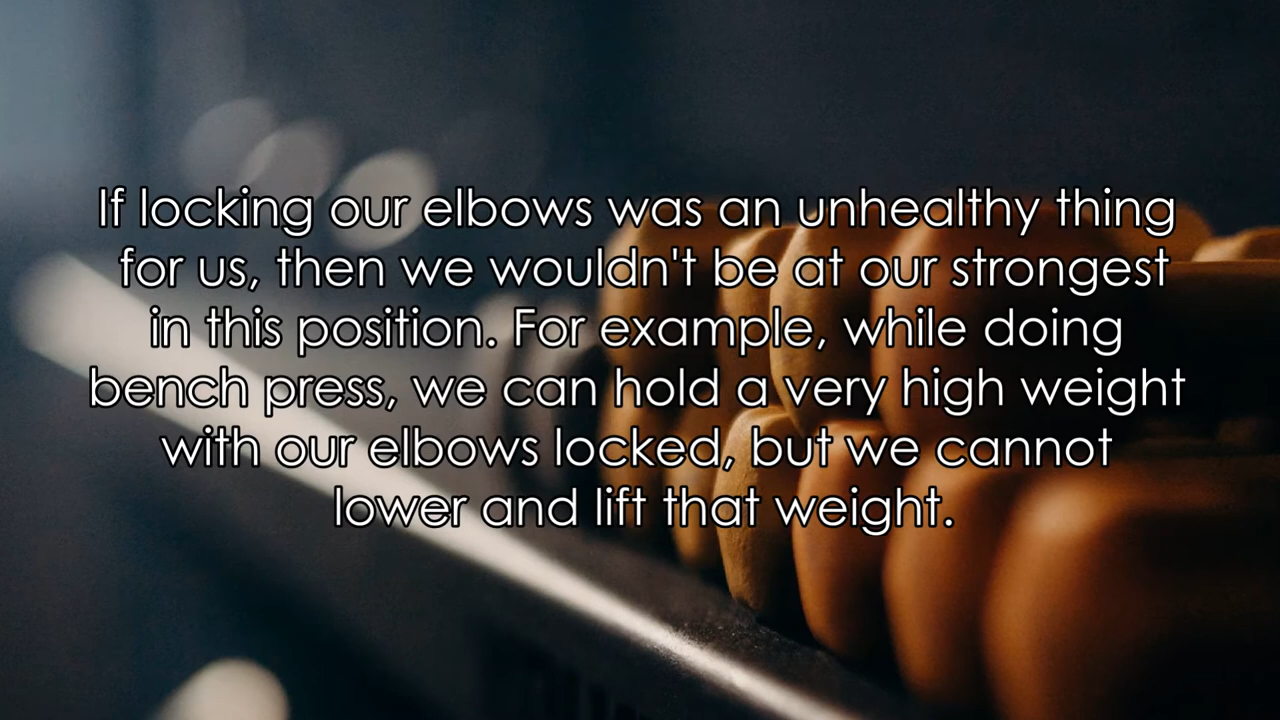 If locking our elbows was an unhealthy thing
for us, then we wouldn't be at our strongest
in this position. For example, while doing
bench press, we can hold a very high weight
with our elbows locked, but we cannot
lower and lift that weight.